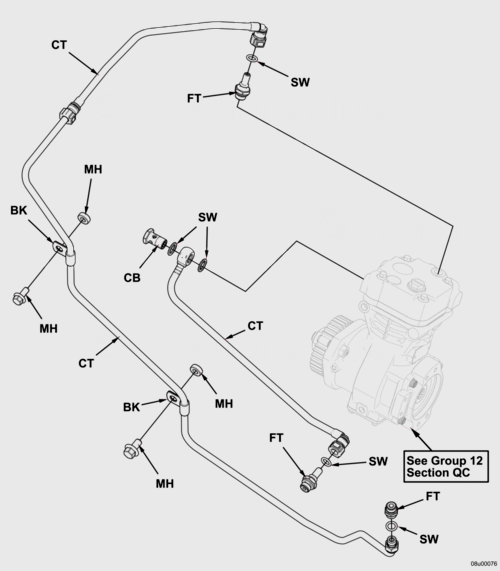 CT
SW
FT
MH
BK
SW
CB
MH
CT
CT
MH
BK
FT
SW
MH
See Group 12
Section QC
FT
SW
08u00076